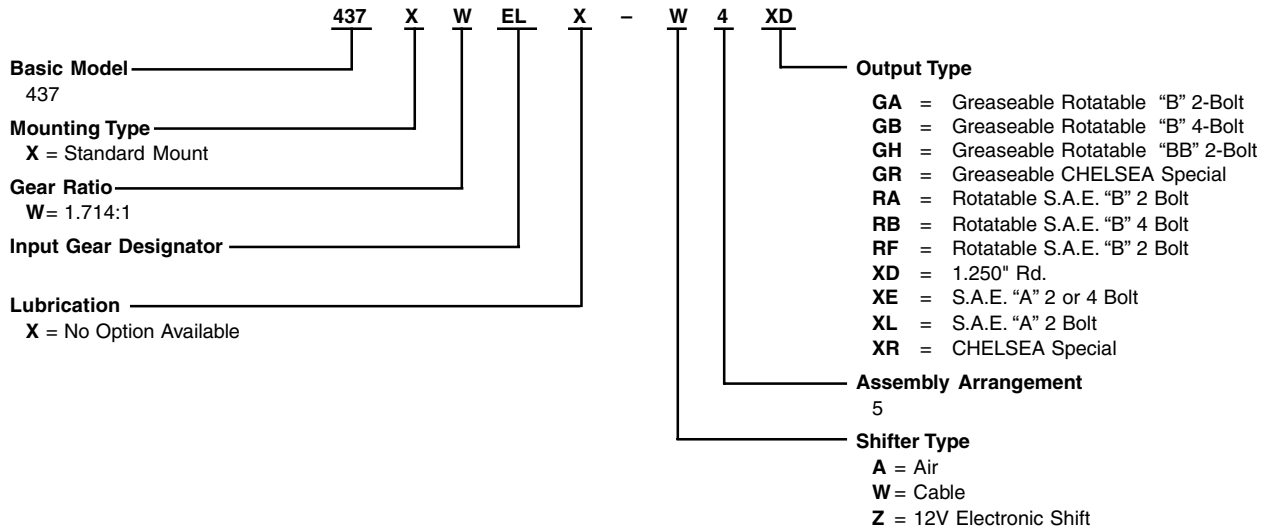 437 X W EL X – W 4 XD
Basic Model
437
Mounting Type
X = Standard Mount
Gear Ratio
W= 1.714:1
Input Gear Designator
Lubrication
X = No Option Available
Output Type
GA = Greaseable Rotatable “B” 2-Bolt
GB = Greaseable Rotatable “B” 4-Bolt
GH = Greaseable Rotatable “BB” 2-Bolt
GR = Greaseable CHELSEA Special
RA = Rotatable S.A.E. “B” 2 Bolt
RB = Rotatable S.A.E. “B” 4 Bolt
RF = Rotatable S.A.E. “B” 2 Bolt
XD = 1.250" Rd.
XE = S.A.E. “A” 2 or 4 Bolt
XL = S.A.E. “A” 2 Bolt
XR = CHELSEA Special
Assembly Arrangement
5
Shifter Type
A = Air
W = Cable
Z = 12V Electronic Shift